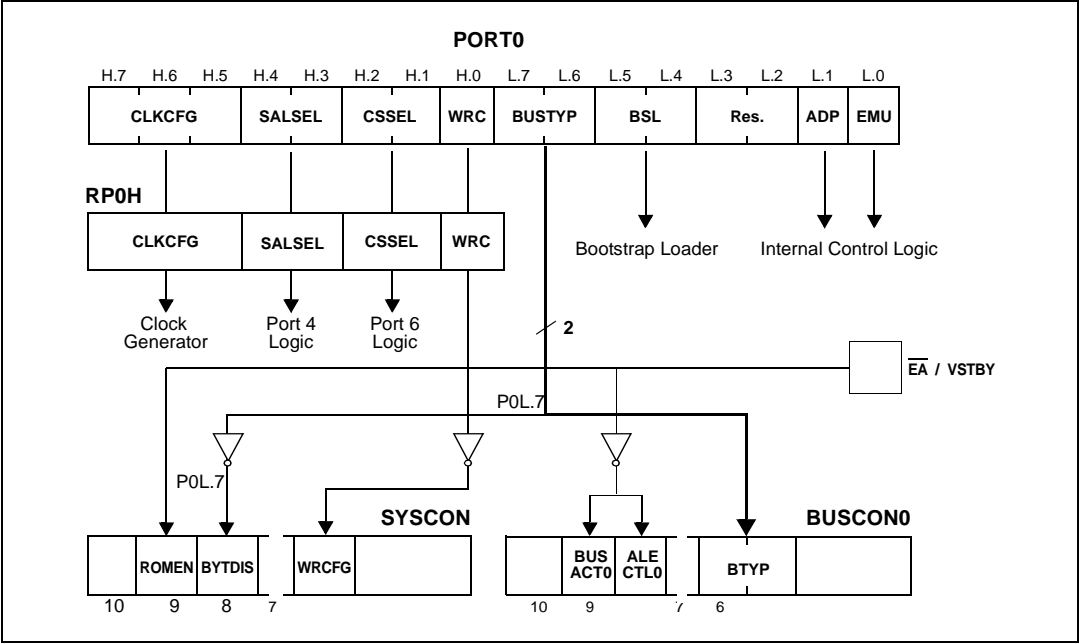 PORT0
H.7 H.6 H.5 H.4 H.3 H.2 H.1 H.0 L.7 L.6 L.5 L.4 L.3 L.2 L.1 L.0
CLKCFG SALSEL CSSEL WRC BUSTYP BSL Res. ADP EMU
RP0H
CLKCFG SALSEL CSSEL WRC
Bootstrap Loader Internal Control Logic
Clock
Generator
Port 4
Logic
Port 6
Logic
2
EA / VSTBY
P0L.7
P0L.7
SYSCON BUSCON0
ROMEN BYTDIS WRCFG
BUS
ACT0
ALE
CTL0
BTYP
10 9 8 7 10 9 7 6